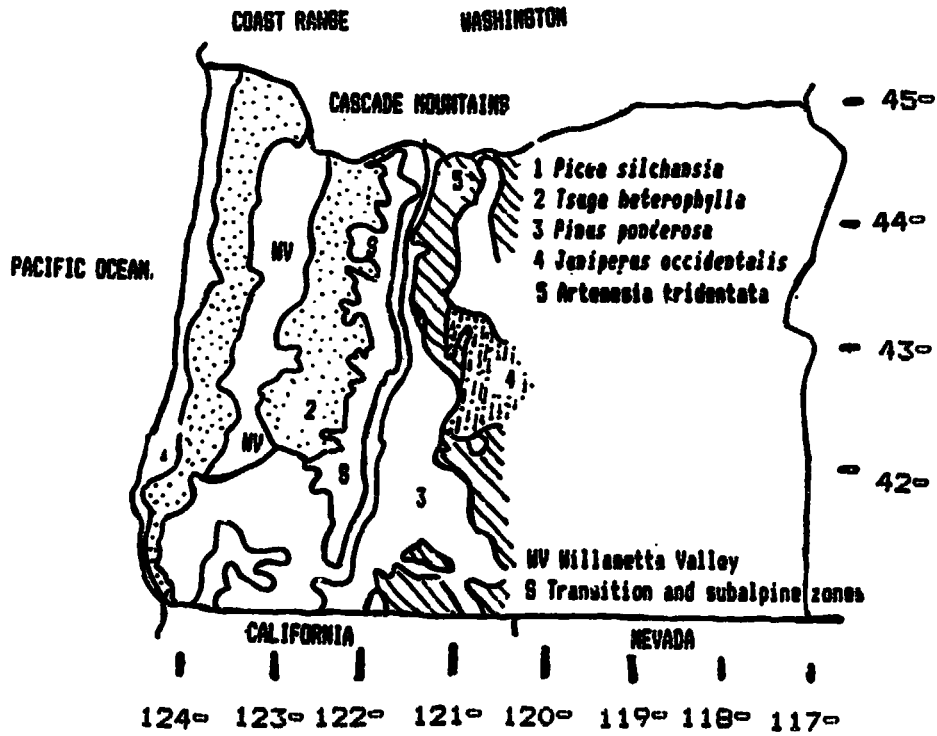 COAST RANGE WASHINGTON
CASCADE MOUNTAINS
45°
5
1 Picea silchansia
2 Tsuga heterophylla
3 Pinus ponderosa
4 Juniperus occidentalis
5 Artemesia tridentata
44°
WV
S
PACIFIC OCEAN.
43°
4
2
WV
S
3
42°
WV Willametta Valley
S Transition and subalpine zones
CALIFORNIA NEVADA
124° 123° 122° 121° 120° 119° 118° 117°